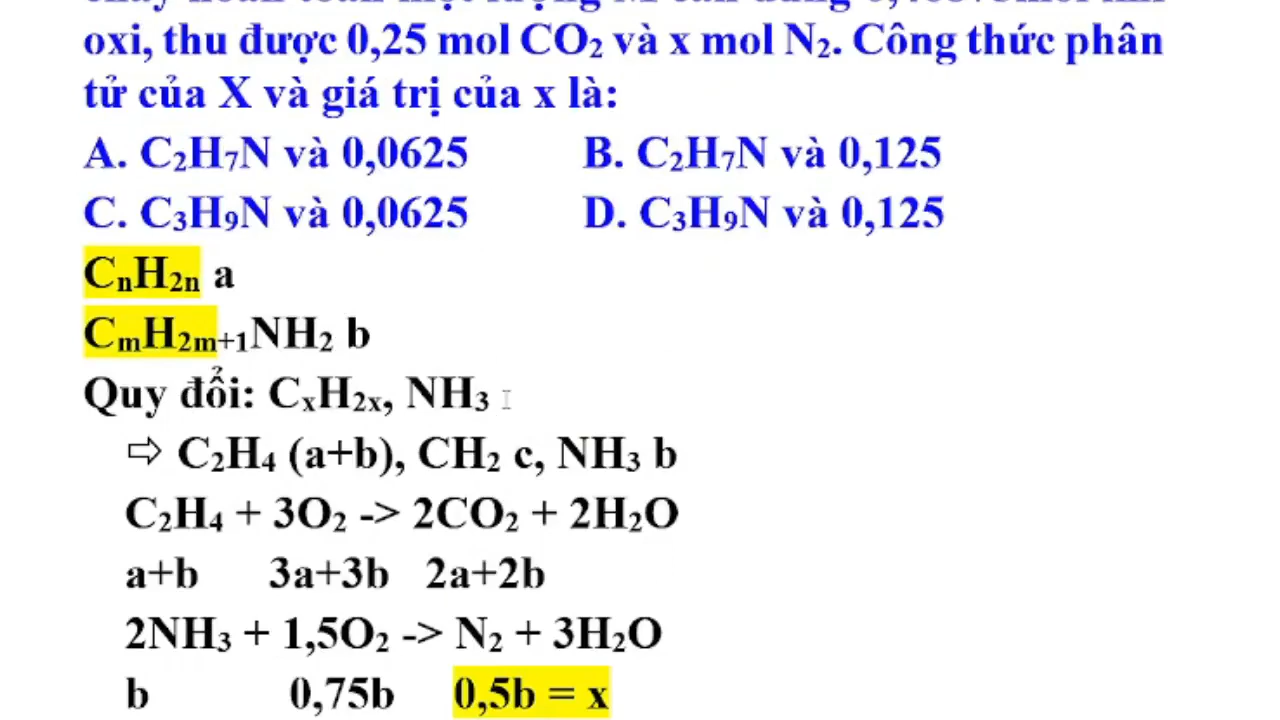 oxi, thu được 0,25 mol CO₂ và x mol N₂. Công thức phân
tử của X và giá trị của x là:
A. C₂H₇N và 0,0625 B. C₂H₇N và 0,125
C. C₃H₉N và 0,0625 D. C₃H₉N và 0,125
CₙH₂ₙ a
CₘH₂ₘ₊₁NH₂ b
Quy đổi: CₓH₂ₓ, NH₃
⇨ C₂H₄ (a+b), CH₂ c, NH₃ b
C₂H₄ + 3O₂ -> 2CO₂ + 2H₂O
a+b 3a+3b 2a+2b
2NH₃ + 1,5O₂ -> N₂ + 3H₂O
b 0,75b 0,5b = x